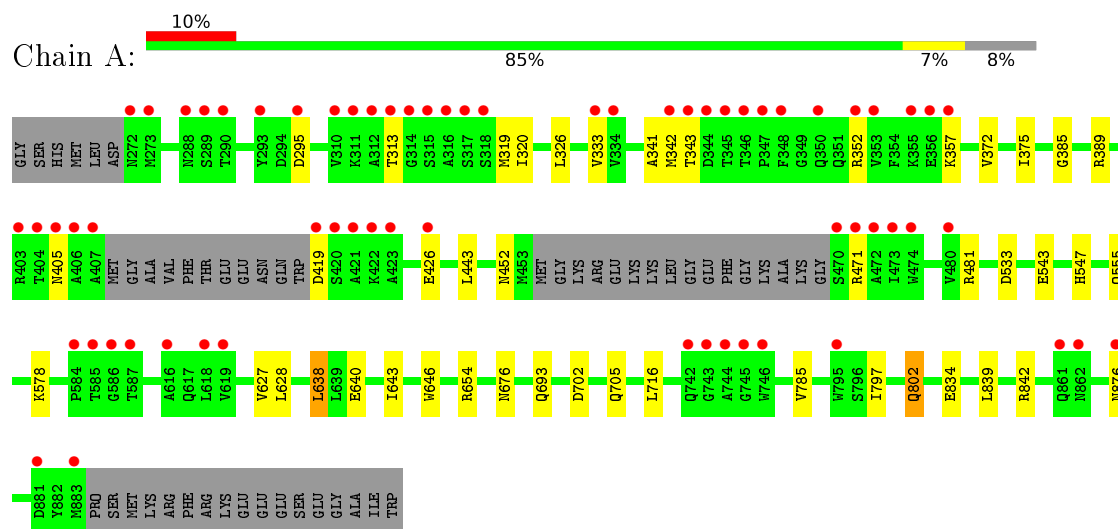 10%
Chain A:
85% 7% 8%
GLY SER HIS MET LEU ASP N272 M273 N288 S289 T290 Y293 D294 D295 V310 K311 A312 T313 G314 S315 A316 S317 S318 M319 I320 L326 V333 V334 A341 M342 T343 D344 T345 T346 P347 F348 G349 Q350 Q351 R352 V353 F354 K355 E356 K357 V372 I375 G385 R389
R403 T404 N405 A406 A407 MET GLY ALA VAL PHE THR GLU GLU ASN GLN TRP D419 S420 A421 K422 A423 E426 L443 N452 M453 MET GLY LYS ARG GLU LYS LYS LEU GLY GLU PHE GLY LYS ALA LYS GLY S470 R471 A472 I473 W474 V480 R481 D533 E543 H547 Q555
K578 P584 T585 G586 T587 A616 Q617 L618 V619 V627 L628 L638 L639 E640 I643 W646 R654 N676 Q693 D702 Q705 L716 Q742 G743 A744 G745 W746 V785 W795 S796 I797 Q802 E834 L839 R842 Q861 N862 N876
D881 Y882 M883 PRO SER MET LYS ARG PHE ARG LYS GLU GLU GLU SER GLU GLY ALA ILE TRP